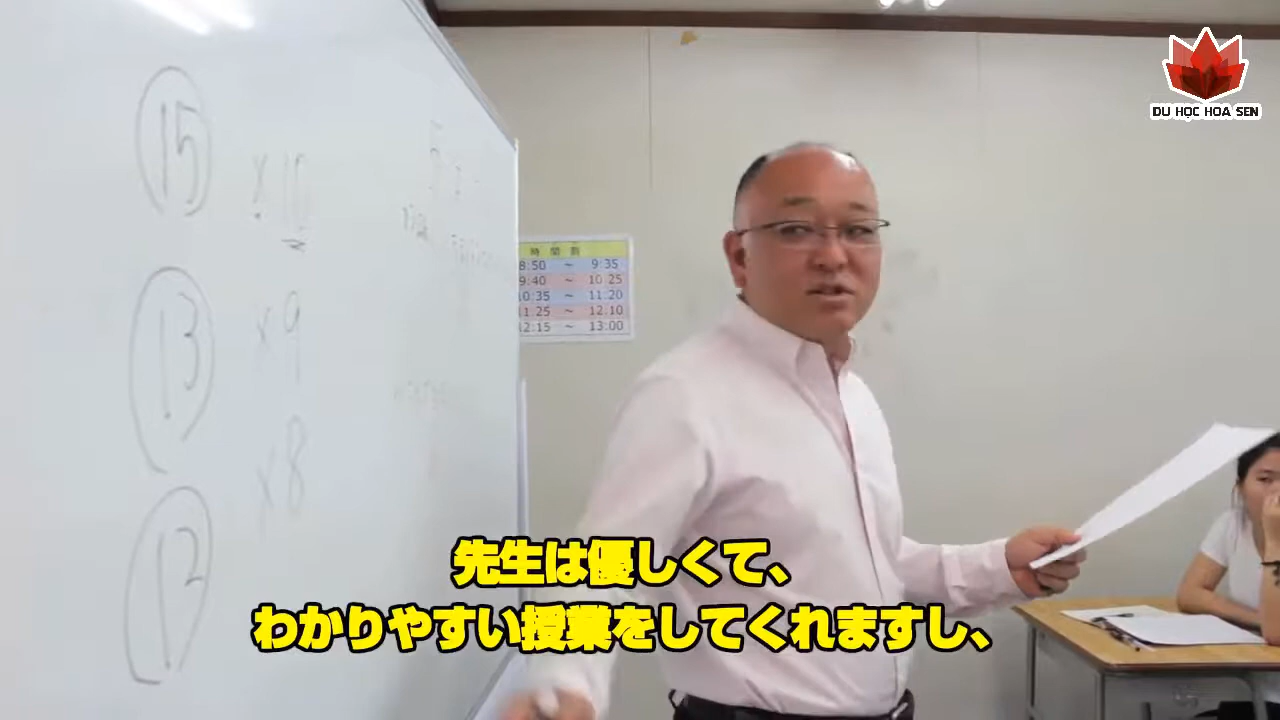 DU HỌC HOA SEN
15
x 10
13
x 9
x 8
12
時間割
8:50 ~ 9:35
9:40 ~ 10:25
10:35 ~ 11:20
11:25 ~ 12:10
12:15 ~ 13:00
先生は優しくて、
わかりやすい授業をしてくれますし、